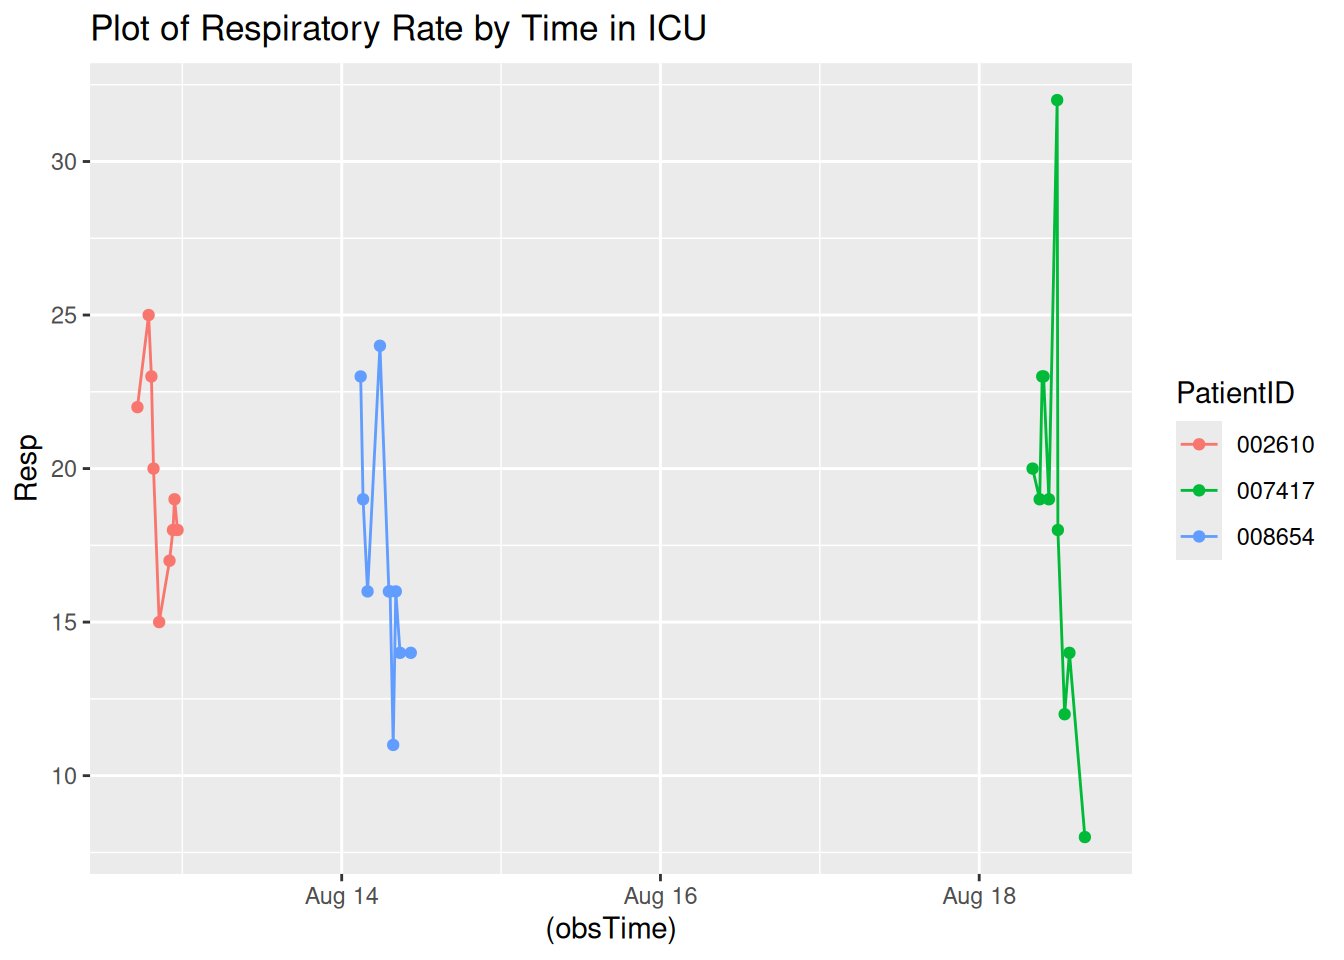 Plot of Respiratory Rate by Time in ICU
30
25
20
15
10
Resp
Aug 14
Aug 16
Aug 18
(obsTime)
PatientID
002610
007417
008654